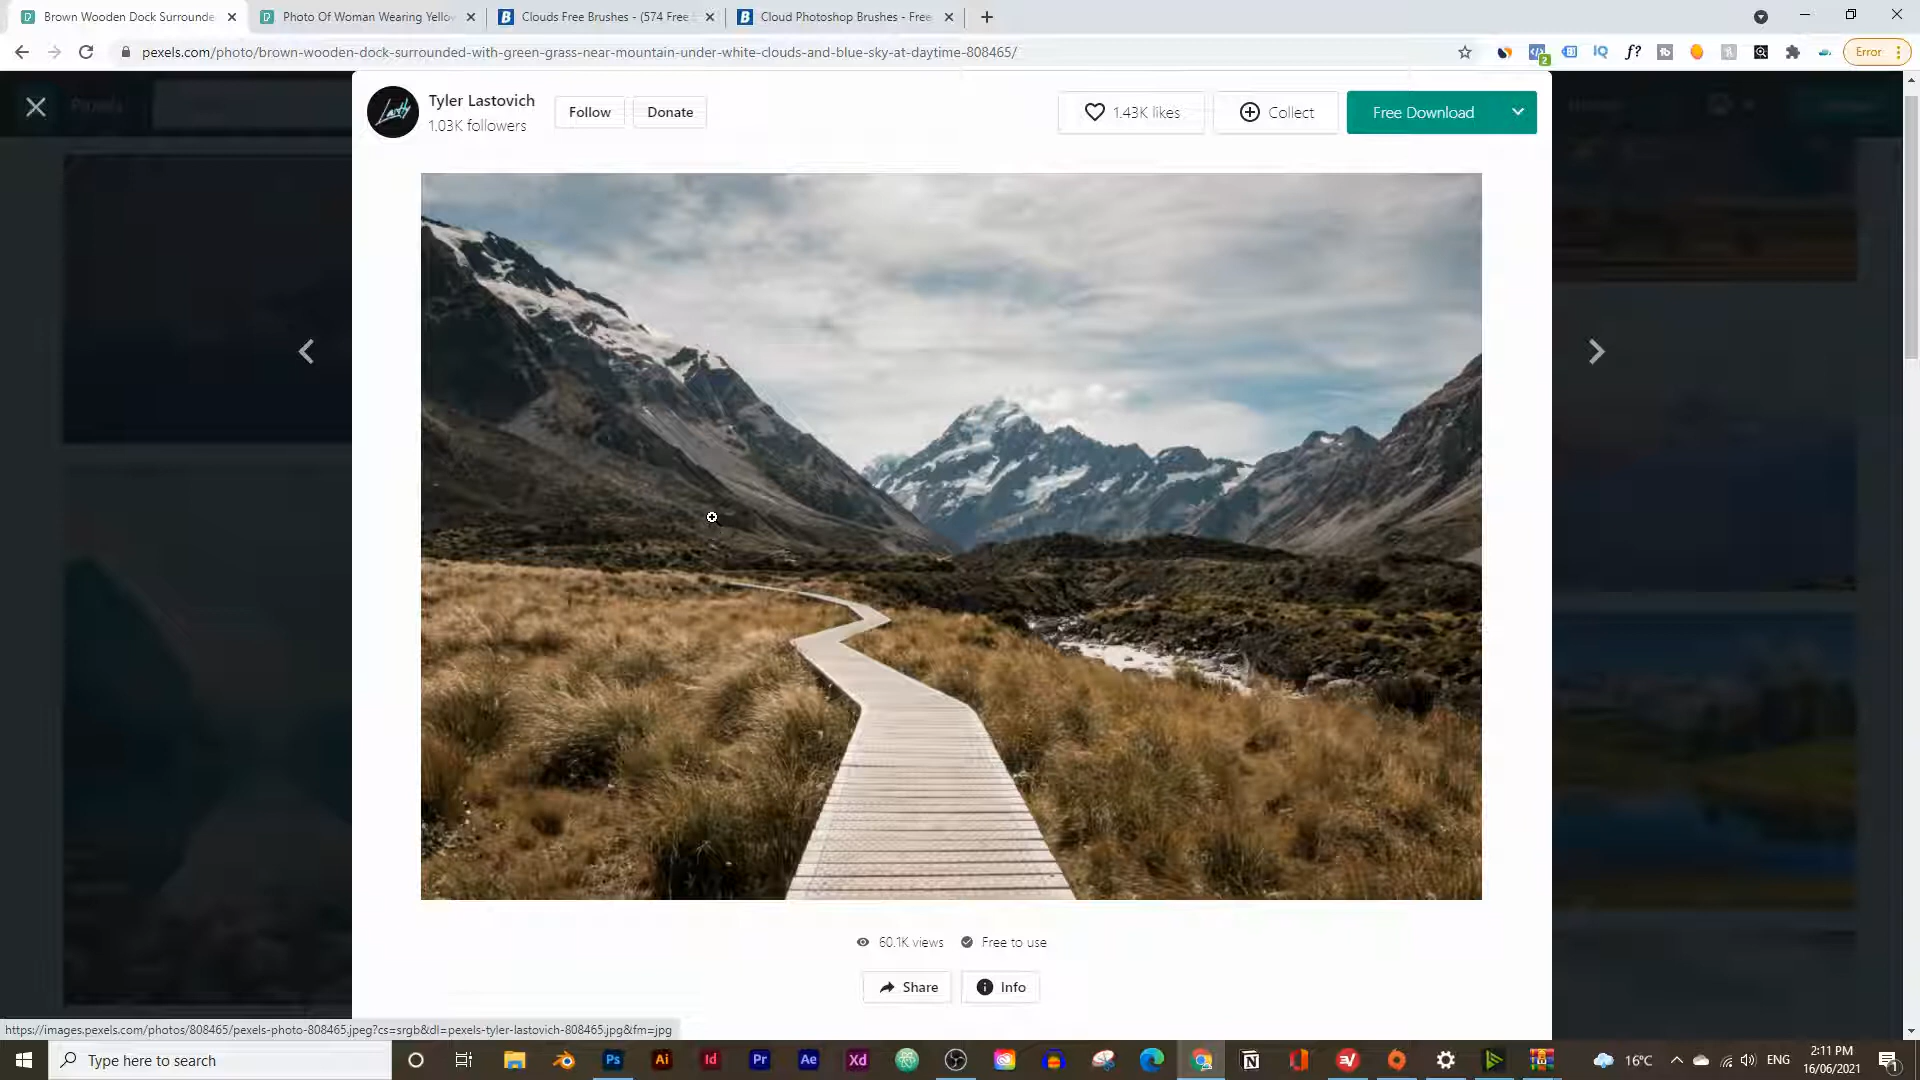 Brown Wooden Dock Surrounde
Photo Of Woman Wearing Yello
Clouds Free Brushes - (574 Free
Cloud Photoshop Brushes - Free
pexels.com/photo/brown-wooden-dock-surrounded-with-green-grass-near-mountain-under-white-clouds-and-blue-sky-at-daytime-808465/
Error
Pexels
Tyler Lastovich
1.03K followers
Follow
Donate
1.43K likes
Collect
Free Download
60.1K views
Free to use
Share
Info
https://images.pexels.com/photos/808465/pexels-photo-808465.jpeg?cs=srgb&dl=pexels-tyler-lastovich-808465.jpg&fm=jpg
Type here to search
Ps
Ai
Id
Pr
Ae
Xd
16°C
ENG
2:11 PM
16/06/2021